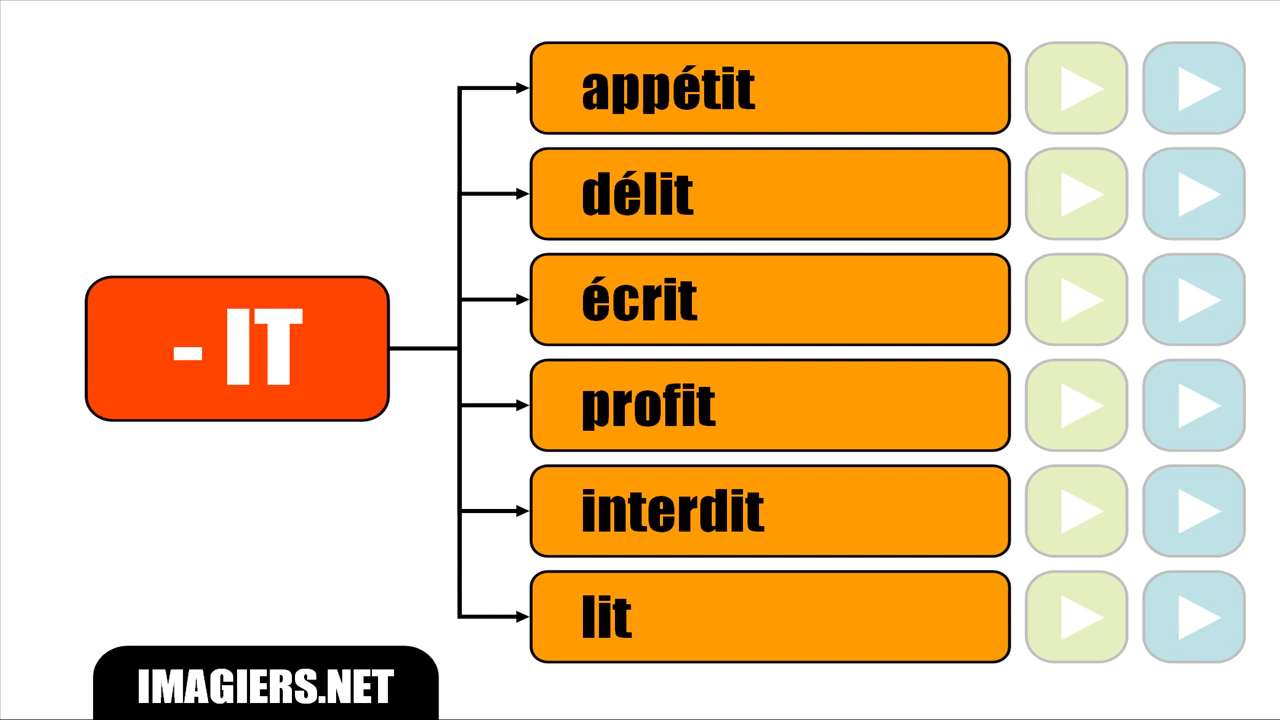 - IT
appétit
délit
écrit
profit
interdit
lit
IMAGIERS.NET